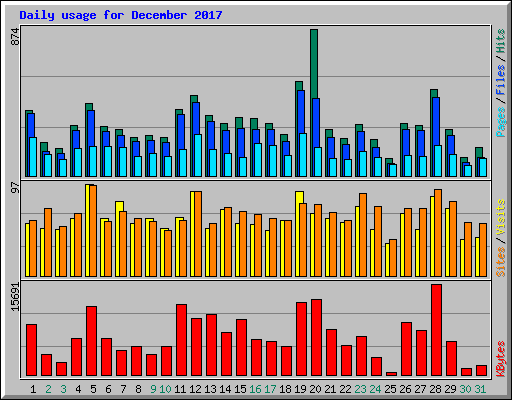 Daily usage for December 2017
874
Pages / Files / Hits
97
Sites / Visits
15691
KBytes
1 2 3 4 5 6 7 8 9 10 11 12 13 14 15 16 17 18 19 20 21 22 23 24 25 26 27 28 29 30 31